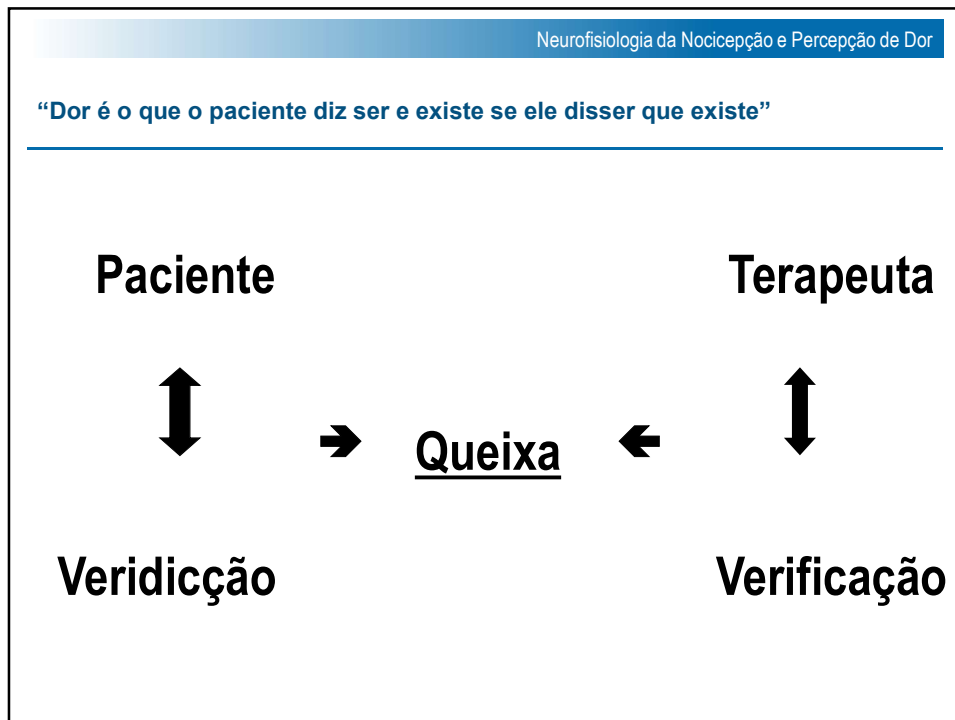 Neurofisiologia da Nocicepção e Percepção de Dor
“Dor é o que o paciente diz ser e existe se ele disser que existe”
Paciente
Terapeuta
Queixa
Veridicção
Verificação